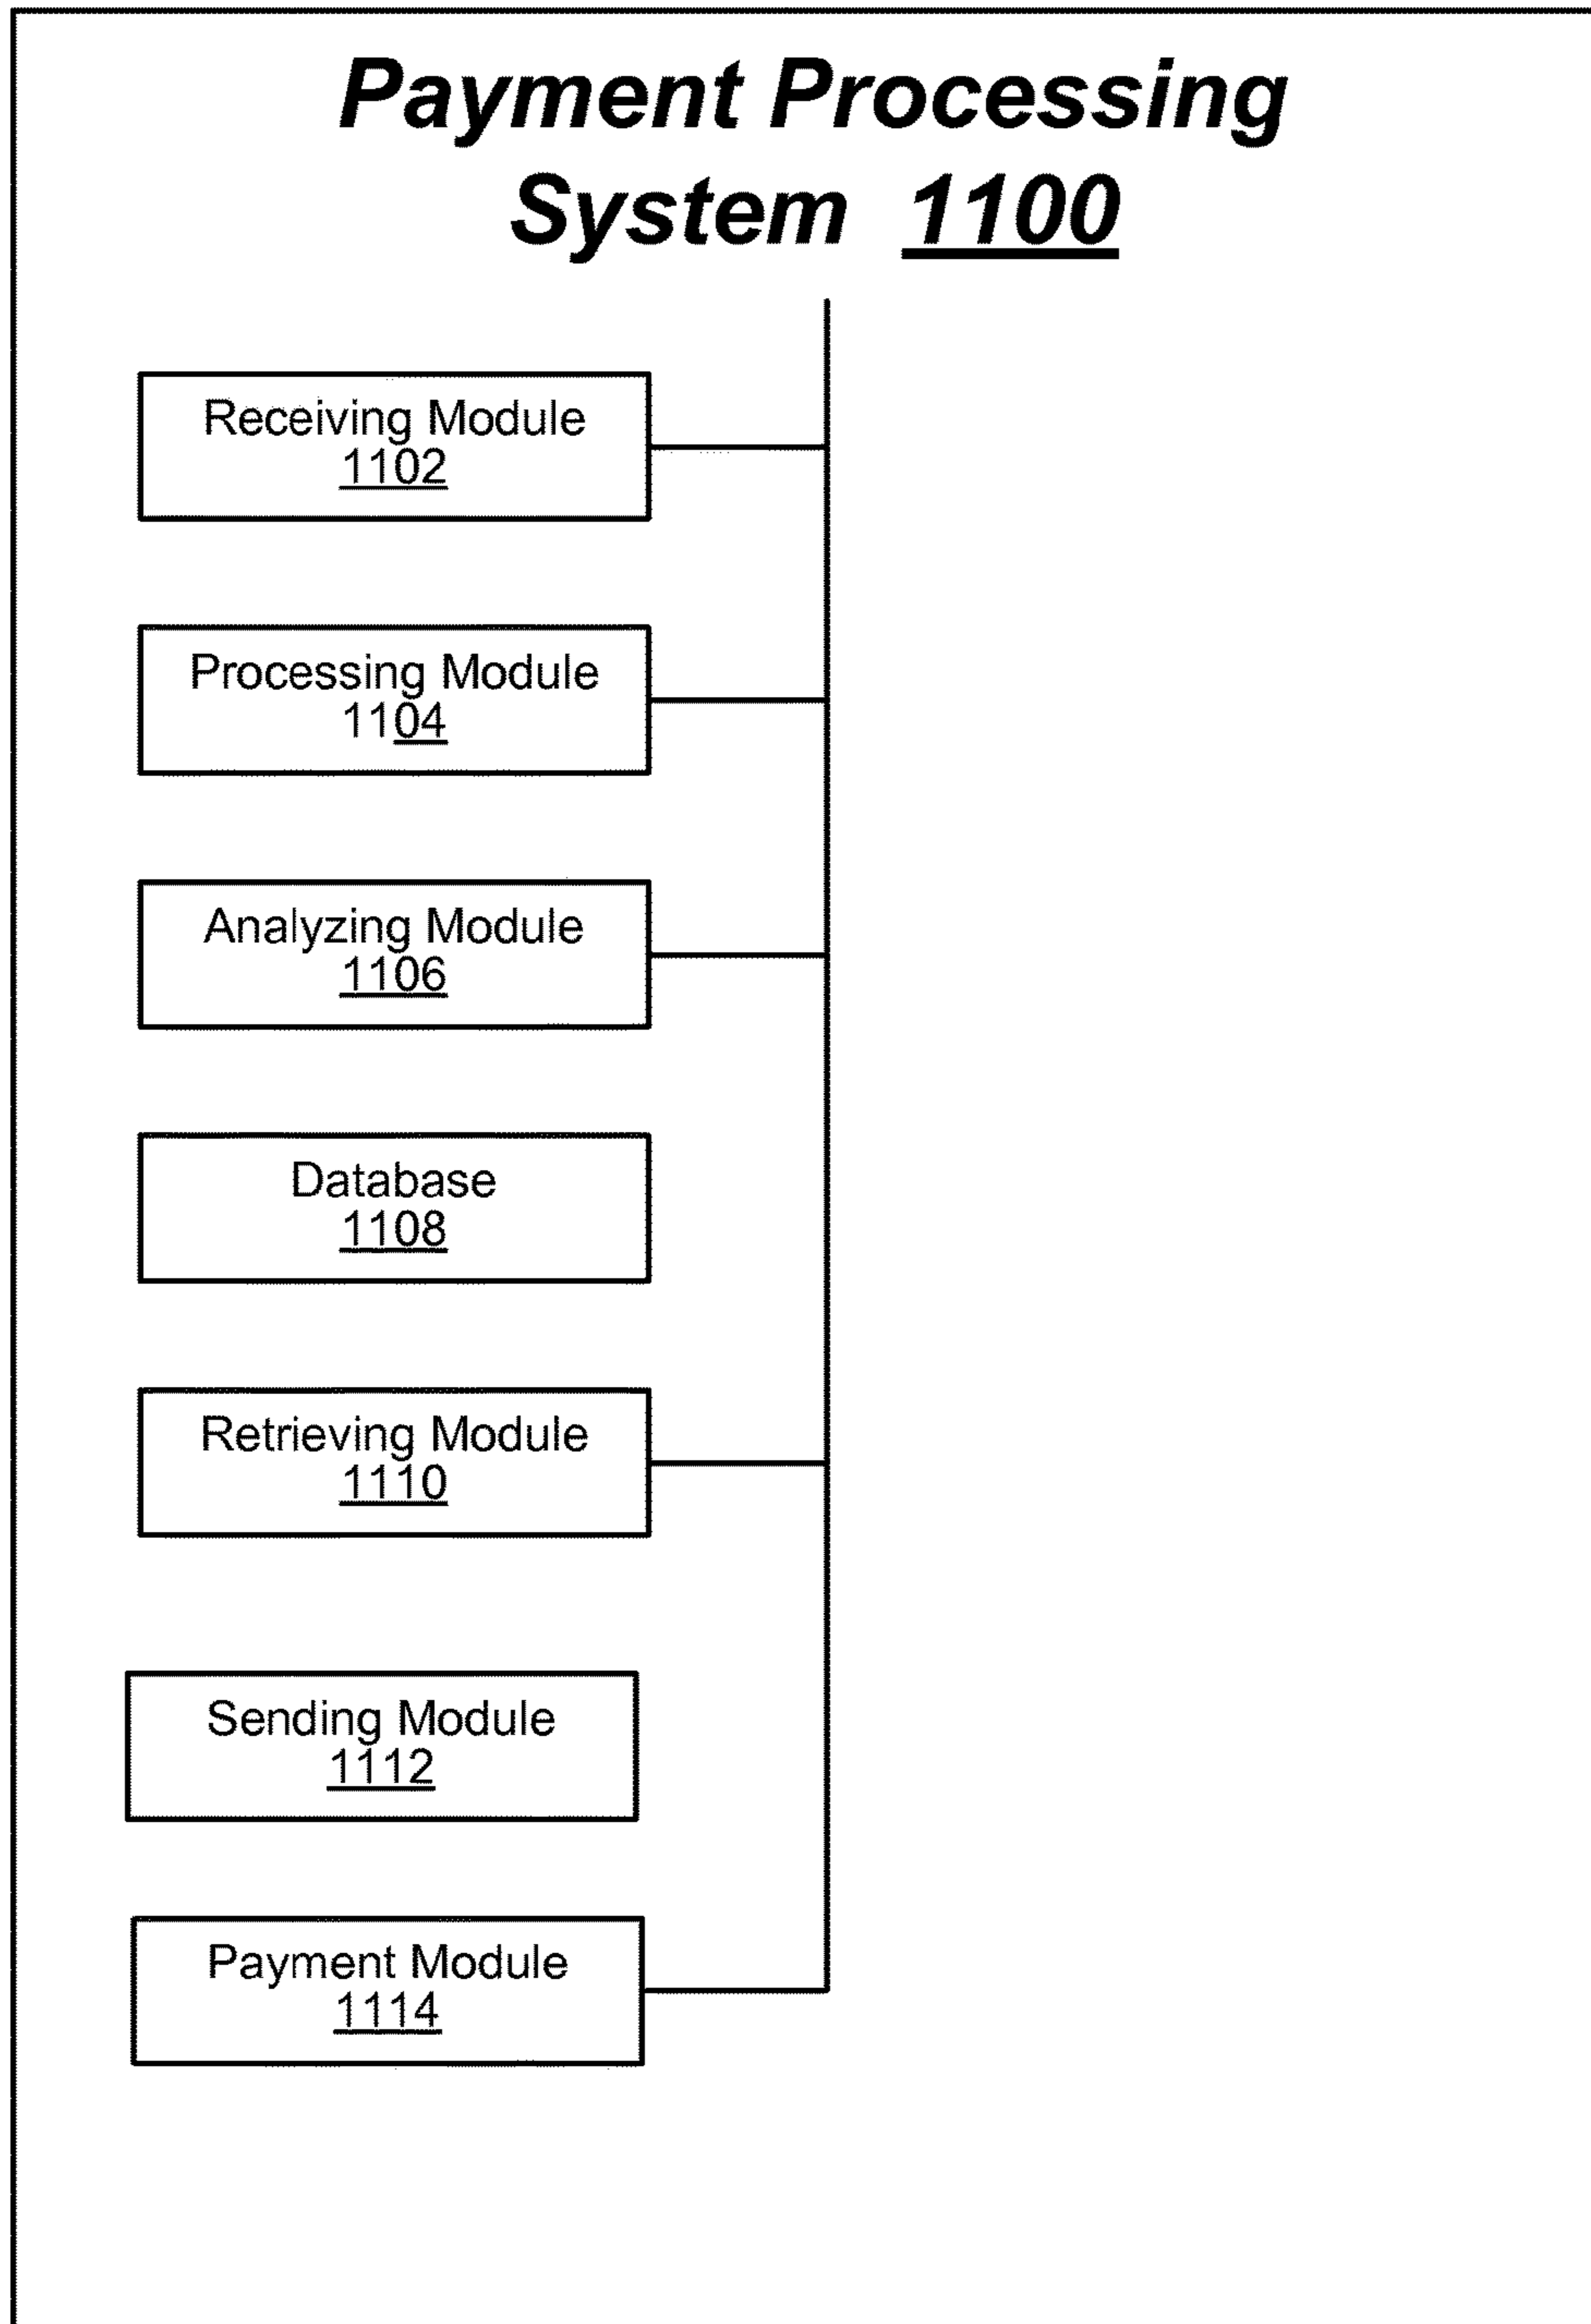 Payment Processing
System 1100
Receiving Module
1102
Processing Module
1104
Analyzing Module
1106
Database
1108
Retrieving Module
1110
Sending Module
1112
Payment Module
1114